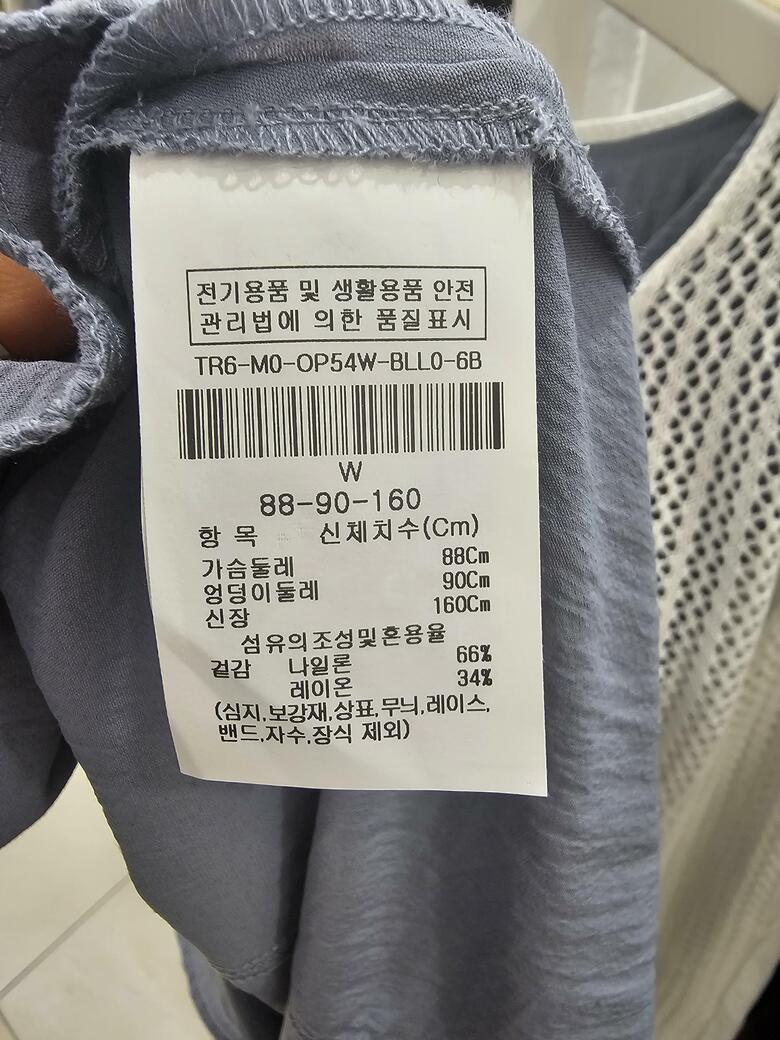 전기용품 및 생활용품 안전
관리법에 의한 품질표시
TR6-M0-OP54W-BLL0-6B
W
88-90-160
항 목 신체치수(Cm)
가슴둘레 88Cm
엉덩이둘레 90Cm
신장 160Cm
섬유의조성및혼용율
겉감 나일론 66%
레이온 34%
(심지,보강재,상표,무늬,레이스,
밴드,자수,장식 제외)